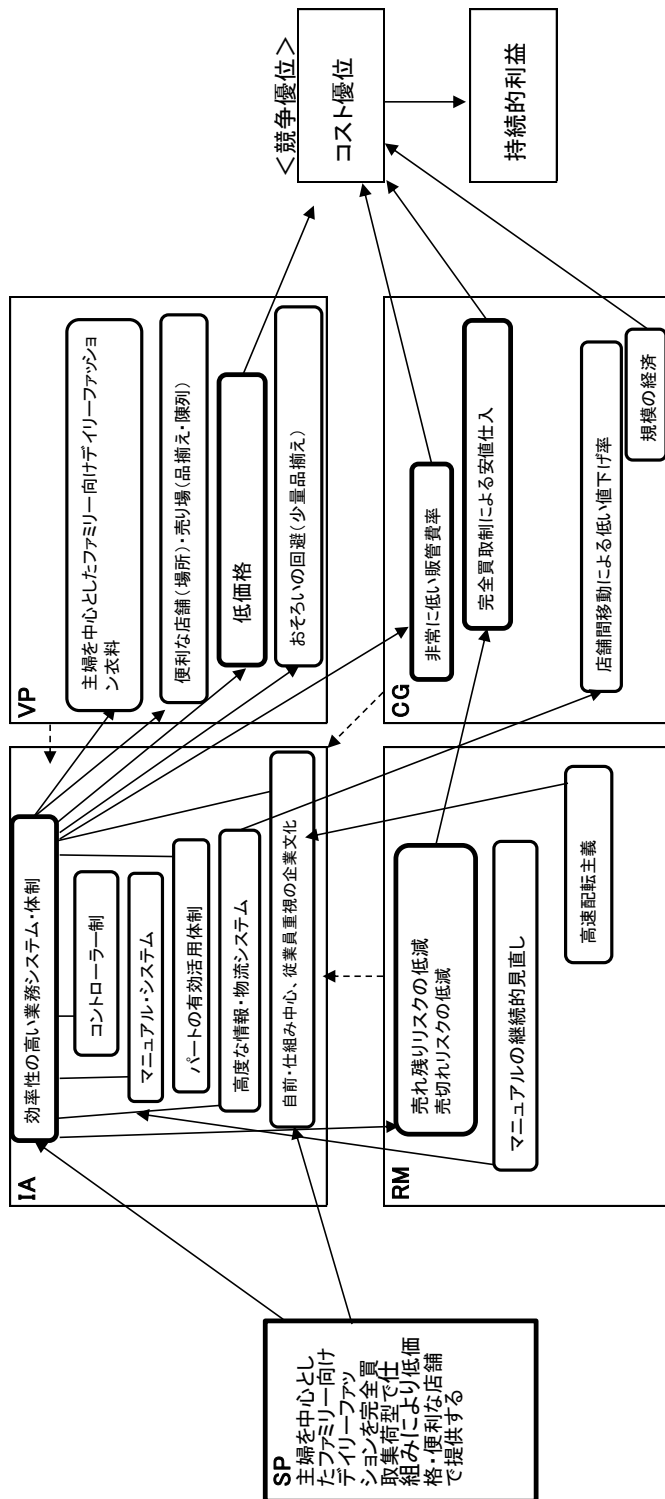 SP
主婦を中心とし
たファミリー向け
デイリーファッ
ションを完全買
取集荷型で仕
組みにより低価
格・便利な店舗
で提供する
IA
効率性の高い業務システム・体制
コントローラー制
マニュアル・システム
パートの有効活用体制
高度な情報・物流システム
自前・仕組み中心、従業員重視の企業文化
VP
主婦を中心としたファミリー向けデイリーファッショ
ン衣料
便利な店舗(場所)・売り場(品揃え・陳列)
低価格
おそろいの回避(少量品揃え)
RM
売れ残りリスクの低減
売切れリスクの低減
マニュアルの継続的見直し
高速配転主義
CG
非常に低い販管費率
完全買取制による安値仕入
店舗間移動による低い値下げ率
規模の経済
<競争優位>
コスト優位
持続的利益